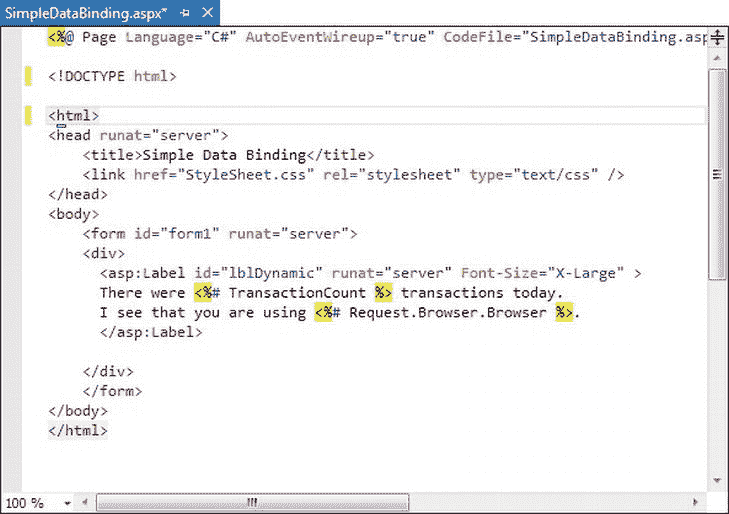 SimpleDataBinding.aspx*
<%@ Page Language="C#" AutoEventWireup="true" CodeFile="SimpleDataBinding.asp
<!DOCTYPE html>
<html>
<head runat="server">
    <title>Simple Data Binding</title>
    <link href="StyleSheet.css" rel="stylesheet" type="text/css" />
</head>
<body>
    <form id="form1" runat="server">
    <div>
      <asp:Label id="lblDynamic" runat="server" Font-Size="X-Large" >
      There were <%# TransactionCount %> transactions today.
      I see that you are using <%# Request.Browser.Browser %>.
      </asp:Label>
    </div>
    </form>
</body>
</html>
100 %